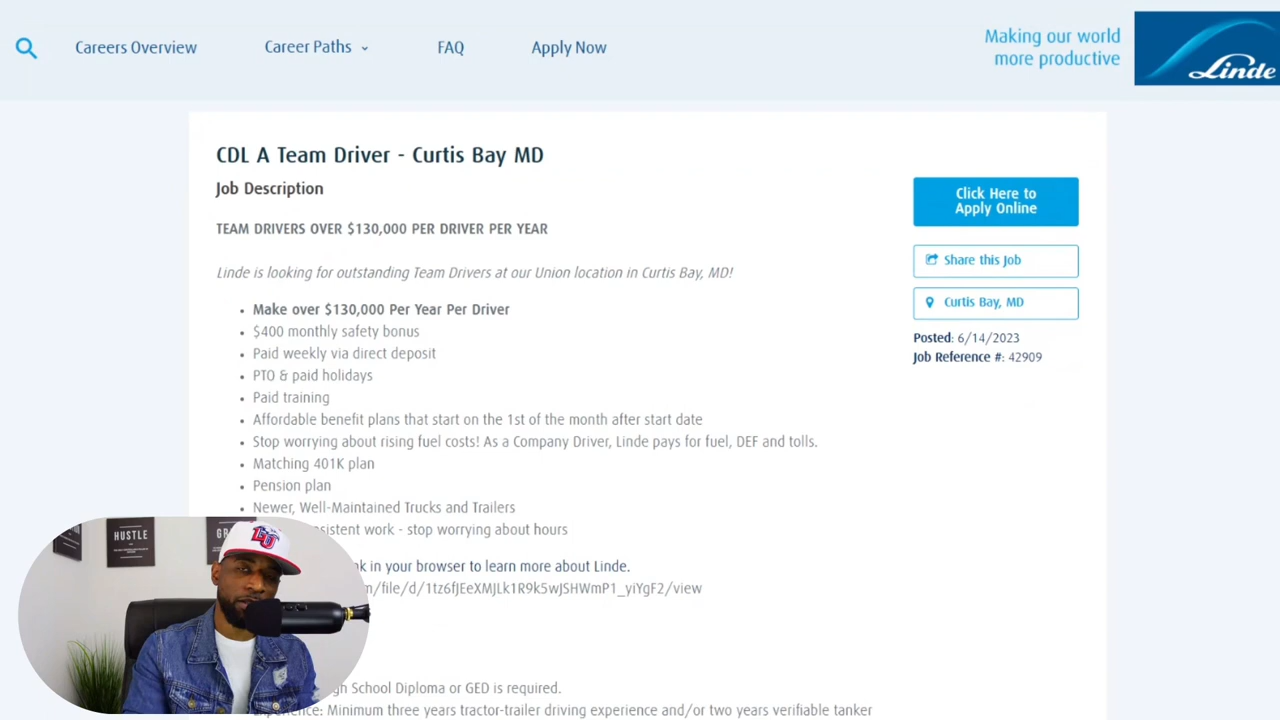 Careers Overview
Career Paths
FAQ
Apply Now
Making our world
more productive
Linde
CDL A Team Driver - Curtis Bay MD
Job Description
TEAM DRIVERS OVER $130,000 PER DRIVER PER YEAR
Linde is looking for outstanding Team Drivers at our Union location in Curtis Bay, MD!
Make over $130,000 Per Year Per Driver
$400 monthly safety bonus
Paid weekly via direct deposit
PTO & paid holidays
Paid training
Affordable benefit plans that start on the 1st of the month after start date
Stop worrying about rising fuel costs! As a Company Driver, Linde pays for fuel, DEF and tolls.
Matching 401K plan
Pension plan
Newer, Well-Maintained Trucks and Trailers
work - stop worrying about hours
in your browser to learn more about Linde.
m/file/d/1tz6fJEeXMJLk1R9k5wJSHWmP1_yiYgF2/view
School Diploma or GED is required.
Minimum three years tractor-trailer driving experience and/or two years verifiable tanker
Click Here to
Apply Online
Share this Job
Curtis Bay, MD
Posted: 6/14/2023
Job Reference #: 42909
HUSTLE
LU